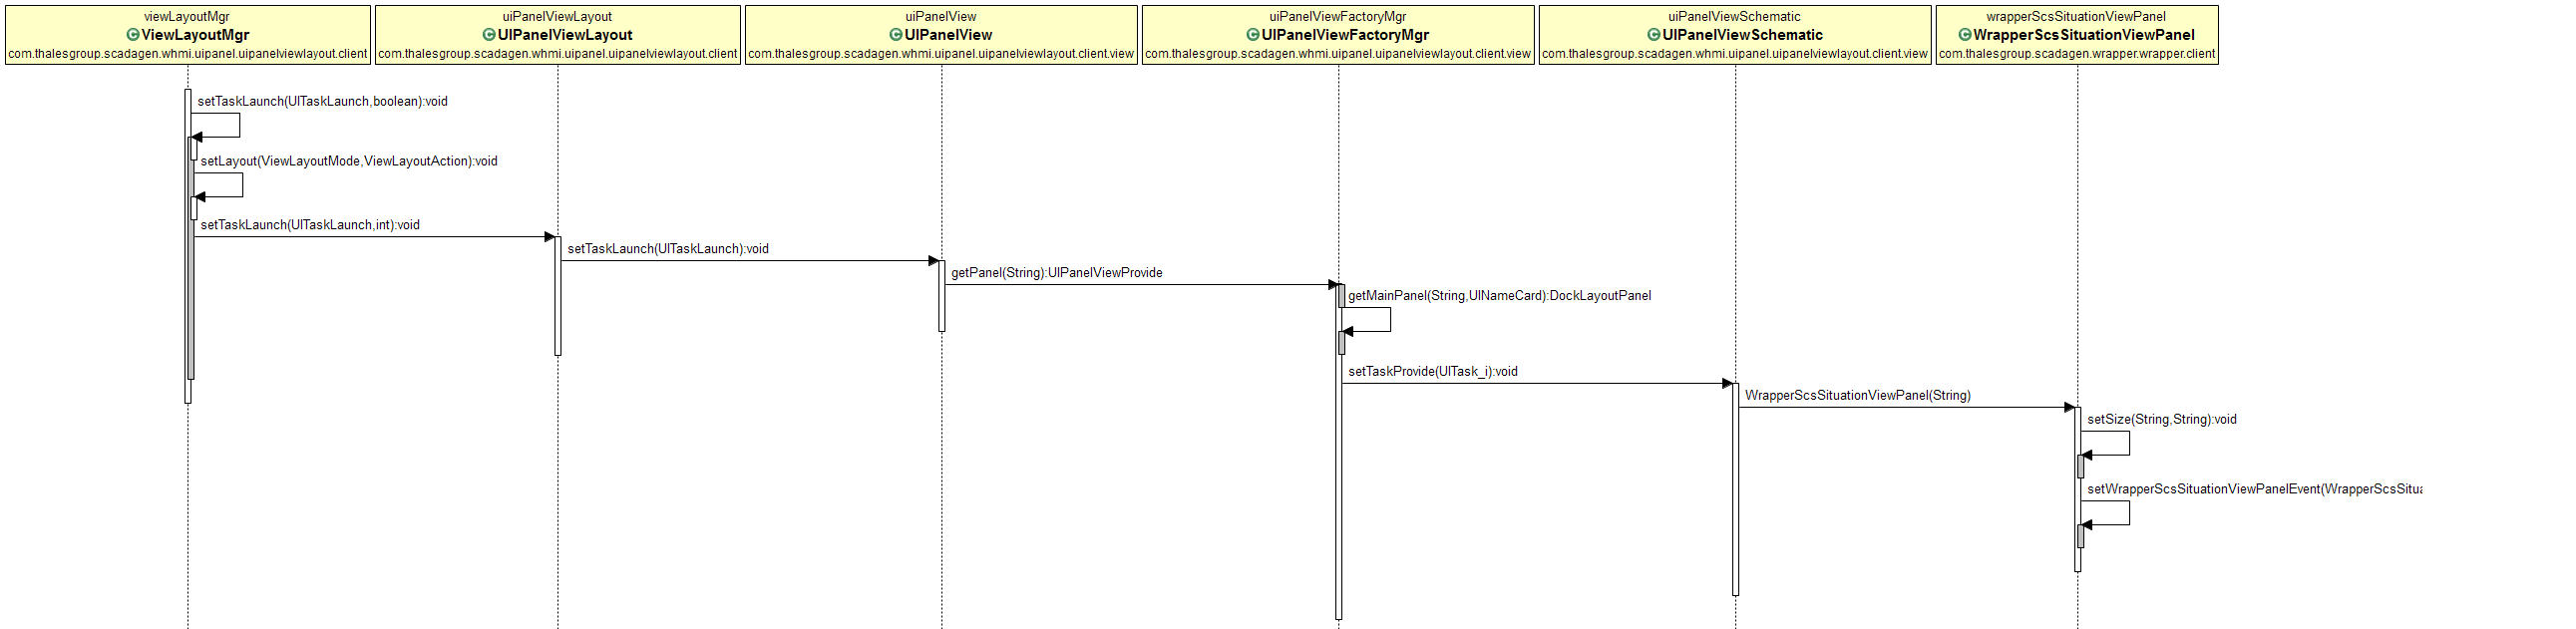 viewLayoutMgr
ViewLayoutMgr
com.thalesgroup.scadagen.whmi.uipanel.uipanelviewlayout.client
uiPanelViewLayout
UIPanelViewLayout
com.thalesgroup.scadagen.whmi.uipanel.uipanelviewlayout.client
uiPanelView
UIPanelView
com.thalesgroup.scadagen.whmi.uipanel.uipanelviewlayout.client.view
uiPanelViewFactoryMgr
UIPanelViewFactoryMgr
com.thalesgroup.scadagen.whmi.uipanel.uipanelviewlayout.client.view
uiPanelViewSchematic
UIPanelViewSchematic
com.thalesgroup.scadagen.whmi.uipanel.uipanelviewlayout.client.view
wrapperScsSituationViewPanel
WrapperScsSituationViewPanel
com.thalesgroup.scadagen.wrapper.wrapper.client
setTaskLaunch(UITaskLaunch,boolean):void
setLayout(ViewLayoutMode,ViewLayoutAction):void
setTaskLaunch(UITaskLaunch,int):void
setTaskLaunch(UITaskLaunch):void
getPanel(String):UIPanelViewProvide
getMainPanel(String,UINameCard):DockLayoutPanel
setTaskProvide(UITask_i):void
WrapperScsSituationViewPanel(String)
setSize(String,String):void
setWrapperScsSituationViewPanelEvent(WrapperScsSitua